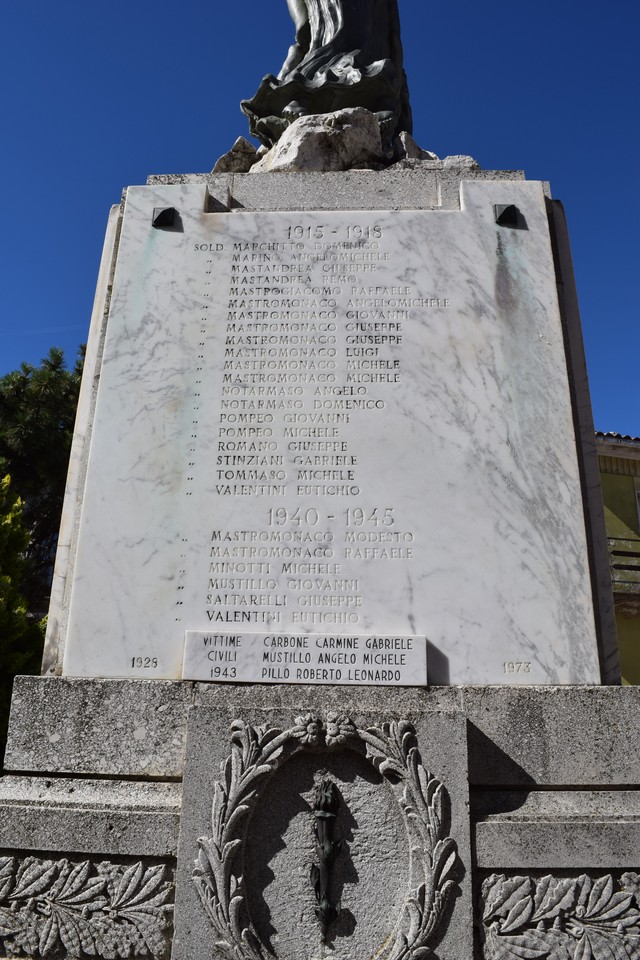 1915 - 1918
SOLD. MARCHITTO DOMENICO
„ MARINO ANGELOMICHELE
„ MASTANDREA GIUSEPPE
„ MASTANDREA REMO
„ MASTROGIACOMO RAFFAELE
„ MASTROMONACO ANGELOMICHELE
„ MASTROMONACO GIOVANNI
„ MASTROMONACO GIUSEPPE
„ MASTROMONACO GIUSEPPE
„ MASTROMONACO LUIGI
„ MASTROMONACO MICHELE
„ MASTROMONACO MICHELE
„ NOTARMASO ANGELO
„ NOTARMASO DOMENICO
„ POMPEO GIOVANNI
„ POMPEO MICHELE
„ ROMANO GIUSEPPE
„ STINZIANI GABRIELE
„ TOMMASO MICHELE
„ VALENTINI EUTICHIO
1940 - 1945
„ MASTROMONACO MODESTO
„ MASTROMONACO RAFFAELE
„ MINOTTI MICHELE
„ MUSTILLO GIOVANNI
„ SALTARELLI GIUSEPPE
„ VALENTINI EUTICHIO
VITTIME CARBONE CARMINE GABRIELE
CIVILI MUSTILLO ANGELO MICHELE
1943 PILLO ROBERTO LEONARDO
1928
1973